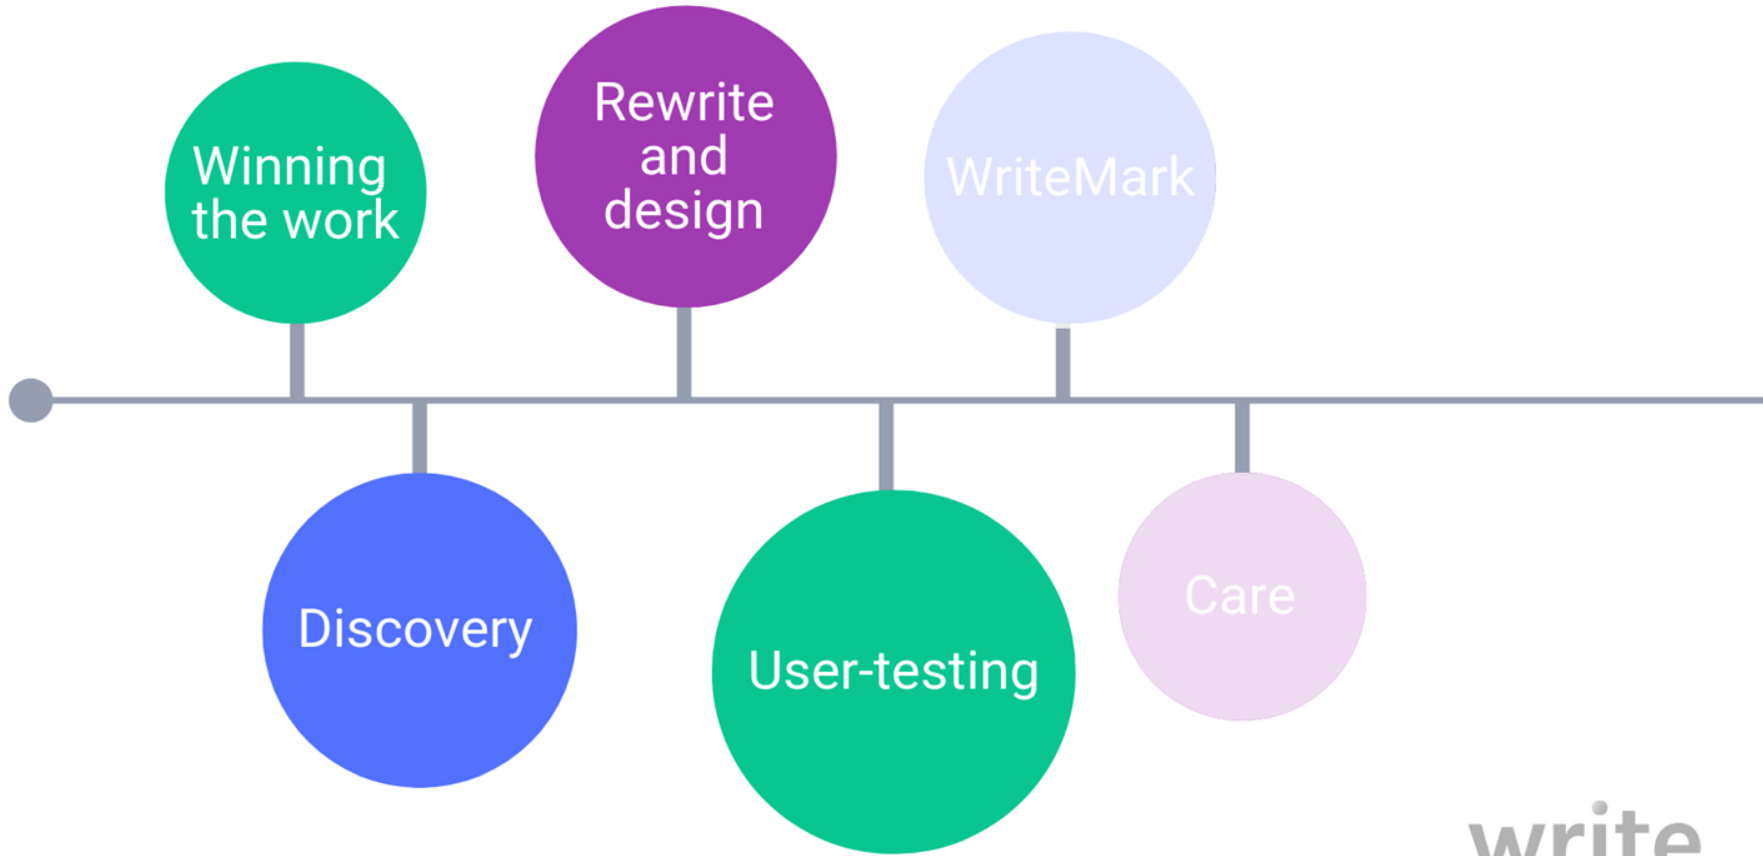 Winning
the work
Rewrite
and
design
WriteMark
Discovery
User-testing
Care
write